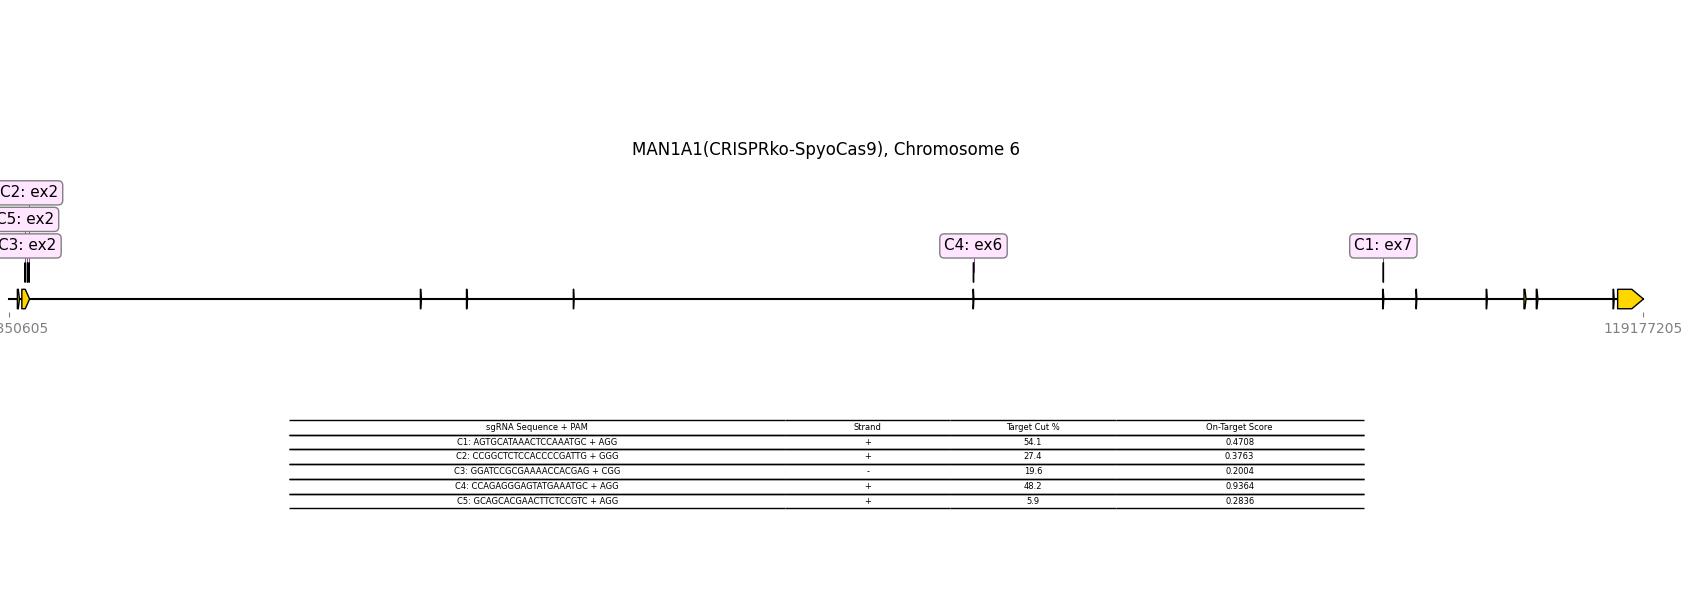 MAN1A1(CRISPRko-SpyoCas9), Chromosome 6
C2: ex2
C5: ex2
C3: ex2
C4: ex6
C1: ex7
350605
119177205
sgRNA Sequence + PAM Strand Target Cut % On-Target Score
C1: AGTGCATAAACTCCAAATGC + AGG + 54.1 0.4708
C2: CCGGCTCTCCACCCCGATTG + GGG + 27.4 0.3763
C3: GGATCCGCGAAAACCACGAG + CGG - 19.6 0.2004
C4: CCAGAGGGAGTATGAAATGC + AGG + 48.2 0.9364
C5: GCAGCACGAACTTCTCCGTC + AGG + 5.9 0.2836